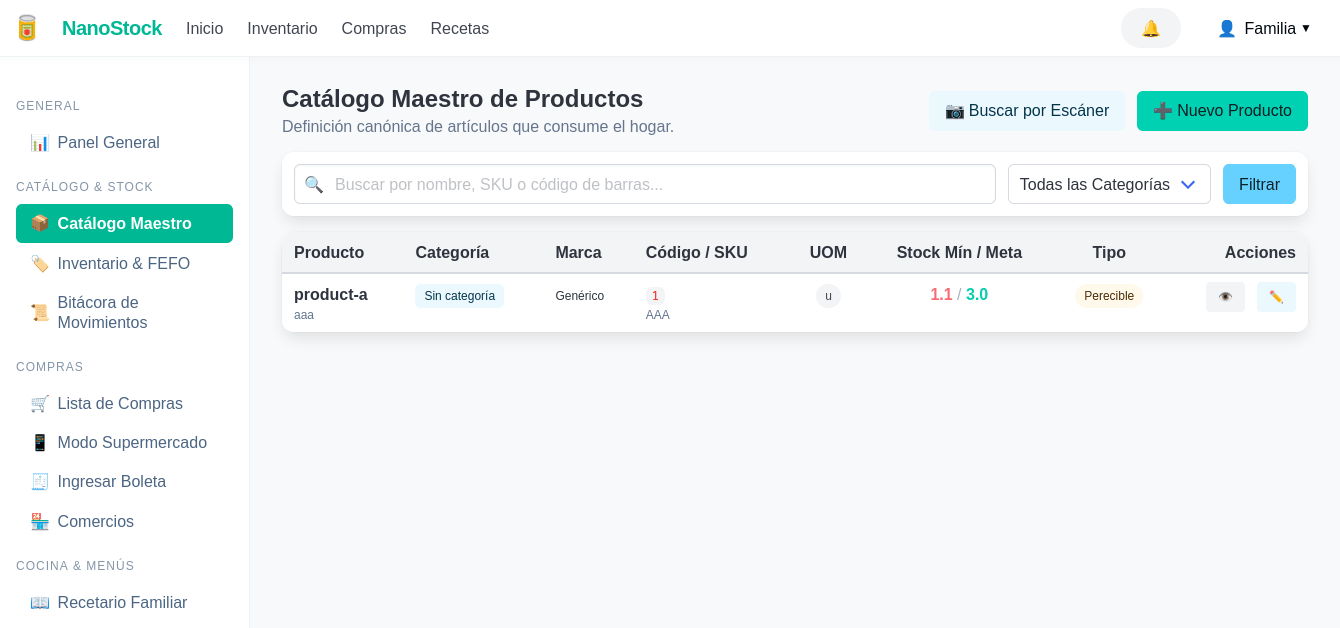 NanoStock
Inicio
Inventario
Compras
Recetas
Familia ▼
GENERAL
Panel General
CATÁLOGO & STOCK
Catálogo Maestro
Inventario & FEFO
Bitácora de
Movimientos
COMPRAS
Lista de Compras
Modo Supermercado
Ingresar Boleta
Comercios
COCINA & MENÚS
Recetario Familiar
Catálogo Maestro de Productos
Definición canónica de artículos que consume el hogar.
Buscar por Escáner
Nuevo Producto
Buscar por nombre, SKU o código de barras...
Todas las Categorías
Filtrar
Producto Categoría Marca Código / SKU UOM Stock Mín / Meta Tipo Acciones
product-a Sin categoría Genérico 1 u 1.1 / 3.0 Perecible
aaa AAA